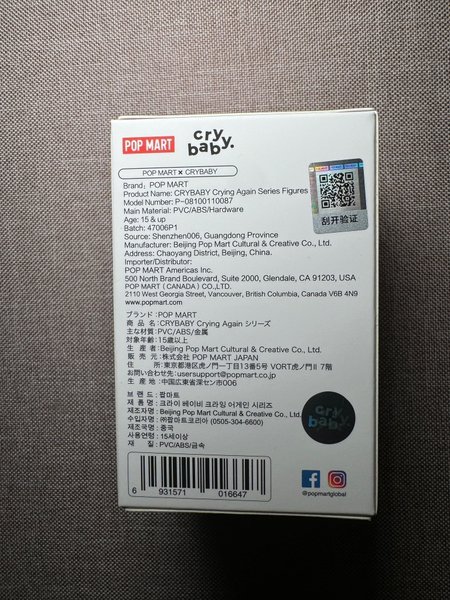 POP MART
cry
baby.
POP MART × CRYBABY
Brand: POP MART
Product Name: CRYBABY Crying Again Series Figures
Model Number: P-08100110087
Main Material: PVC/ABS/Hardware
Age: 15 & up
Batch: 47006P1
Source: Shenzhen006, Guangdong Province
Manufacturer: Beijing Pop Mart Cultural & Creative Co., Ltd.
Address: Chaoyang District, Beijing, China.
Importer/Distributor:
POP MART Americas Inc.
500 North Brand Boulevard, Suite 2000, Glendale, CA 91203, USA
POP MART (CANADA) CO.,LTD.
2110 West Georgia Street, Vancouver, British Columbia, Canada V6B 4N9
www.popmart.com
刮开验证
ブランド：POP MART
商 品 名：CRYBABY Crying Again シリーズ
主な材質：PVC/ABS/金属
対象年齢：15歳以上
生 産 者：Beijing Pop Mart Cultural & Creative Co., Ltd.
販 売 元：株式会社 POP MART JAPAN
住 所：東京都港区虎ノ門一丁目13番5号 VORT虎ノ門II 7階
お問い合わせ先：usersupport@popmart.co.jp
生 産 地：中国広東省深セン市006
브 랜 드：팝마트
제 품 명：크라이 베이비 크라잉 어게인 시리즈
제조자명：Beijing Pop Mart Cultural & Creative Co., Ltd.
수입자명：㈜팝마트코리아 (0505-304-6600)
제조국명：중국
사용연령：15세이상
재 질：PVC/ABS/금속
cry
baby.
6 931571 016647
@popmartglobal